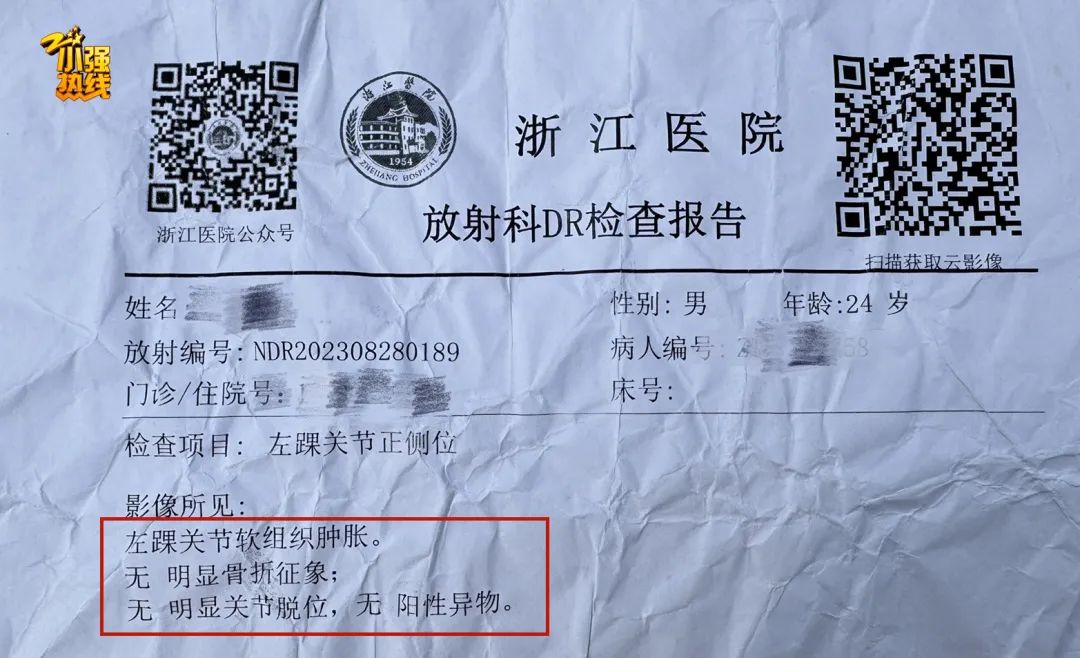 小强热线
浙江医院
1954
ZHEJIANG HOSPITAL
浙江医院
放射科DR检查报告
浙江医院公众号
扫描获取云影像
姓名
性别: 男 年龄:24 岁
放射编号: NDR202308280189
病人编号:
门诊/住院号:
床号:
检查项目: 左踝关节正侧位
影像所见:
左踝关节软组织肿胀。
无 明显骨折征象;
无 明显关节脱位, 无 阳性异物。